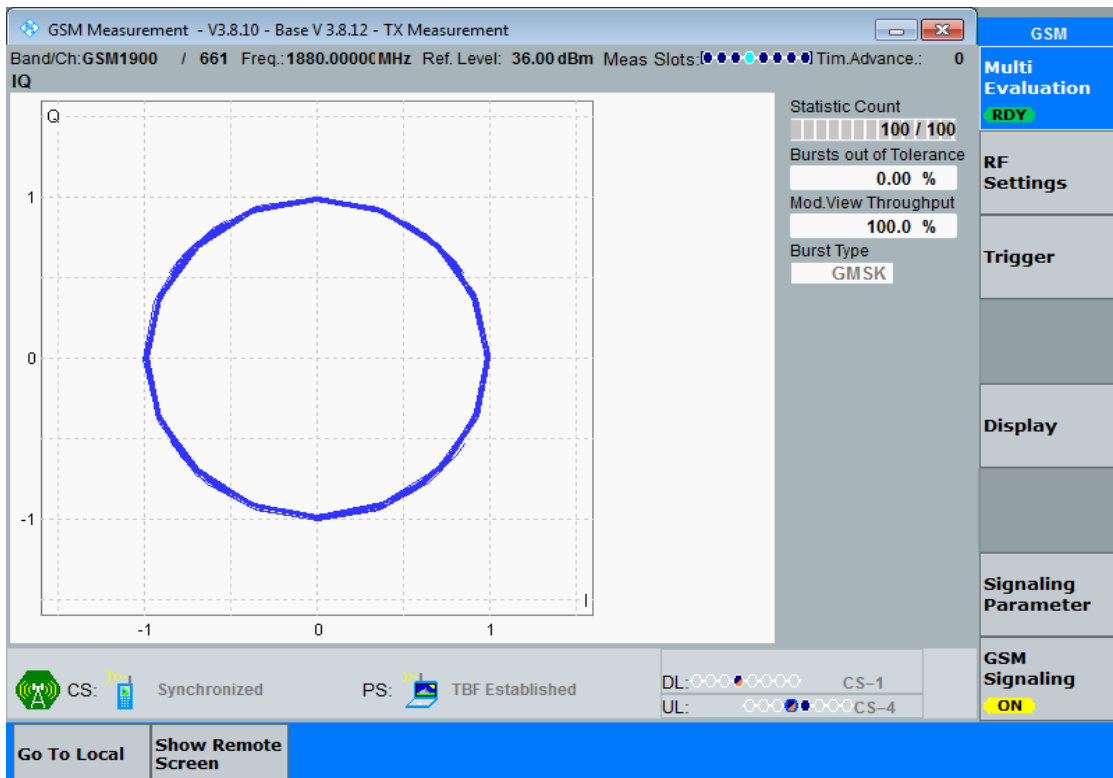 GSM Measurement - V3.8.10 - Base V 3.8.12 - TX Measurement
GSM
Band/Ch.:GSM1900 / 661 Freq.:1880.00000MHz Ref. Level: 36.00 dBm Meas Slots: Tim.Advance.: 0
IQ
Multi
Evaluation
RDY
Q
1
0
-1
-1 0 1
I
Statistic Count
100 / 100
Bursts out of Tolerance
0.00 %
Mod.View Throughput
100.0 %
Burst Type
GMSK
RF
Settings
Trigger
Display
Signaling
Parameter
GSM
Signaling
ON
CS: Synchronized
PS: TBF Established
DL: CS-1
UL: CS-4
Go To Local
Show Remote
Screen